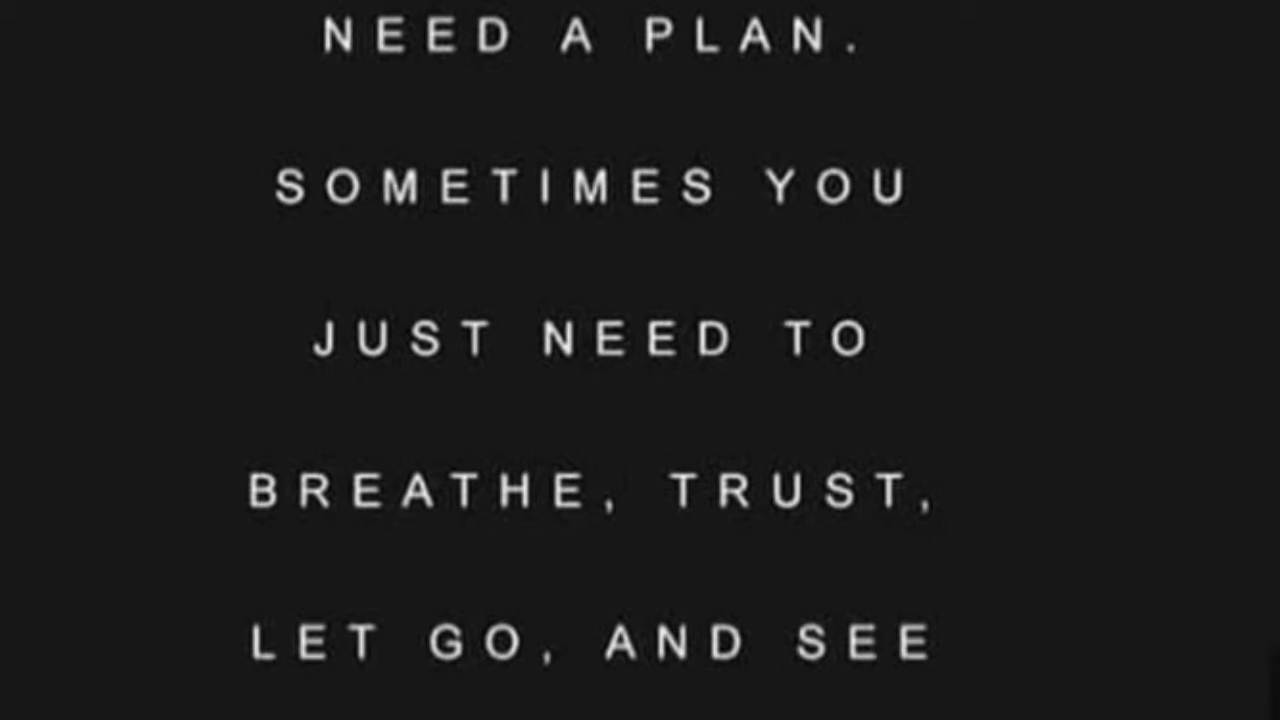 NEED A PLAN.
SOMETIMES YOU
JUST NEED TO
BREATHE, TRUST,
LET GO, AND SEE